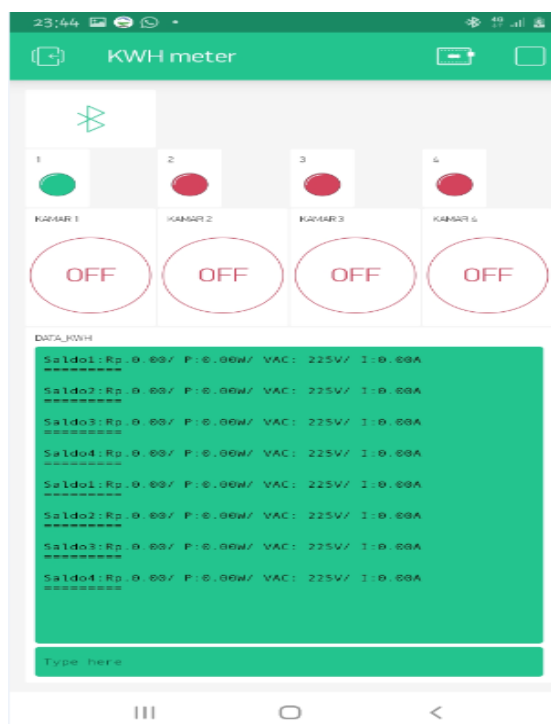 23:44
4G
KWH meter
1 2 3 4
KAMAR 1 KAMAR 2 KAMAR 3 KAMAR 4
OFF OFF OFF OFF
DATA_KWH
Saldo1:Rp.0.00/ P:0.00W/ VAC: 225V/ I:0.00A
=========
Saldo2:Rp.0.00/ P:0.00W/ VAC: 225V/ I:0.00A
=========
Saldo3:Rp.0.00/ P:0.00W/ VAC: 225V/ I:0.00A
=========
Saldo4:Rp.0.00/ P:0.00W/ VAC: 225V/ I:0.00A
=========
Saldo1:Rp.0.00/ P:0.00W/ VAC: 225V/ I:0.00A
=========
Saldo2:Rp.0.00/ P:0.00W/ VAC: 225V/ I:0.00A
=========
Saldo3:Rp.0.00/ P:0.00W/ VAC: 225V/ I:0.00A
=========
Saldo4:Rp.0.00/ P:0.00W/ VAC: 225V/ I:0.00A
=========
Type here